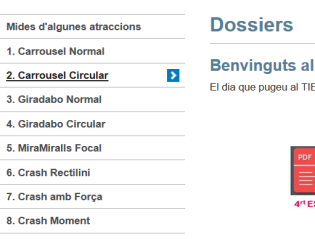 Mides d'algunes atraccions
1. Carrousel Normal
2. Carrousel Circular
3. Giradabo Normal
4. Giradabo Circular
5. MiraMiralls Focal
6. Crash Rectilini
7. Crash amb Força
8. Crash Moment
Dossiers
Benvinguts al
El dia que pugeu al TIB
PDF
4rt ES